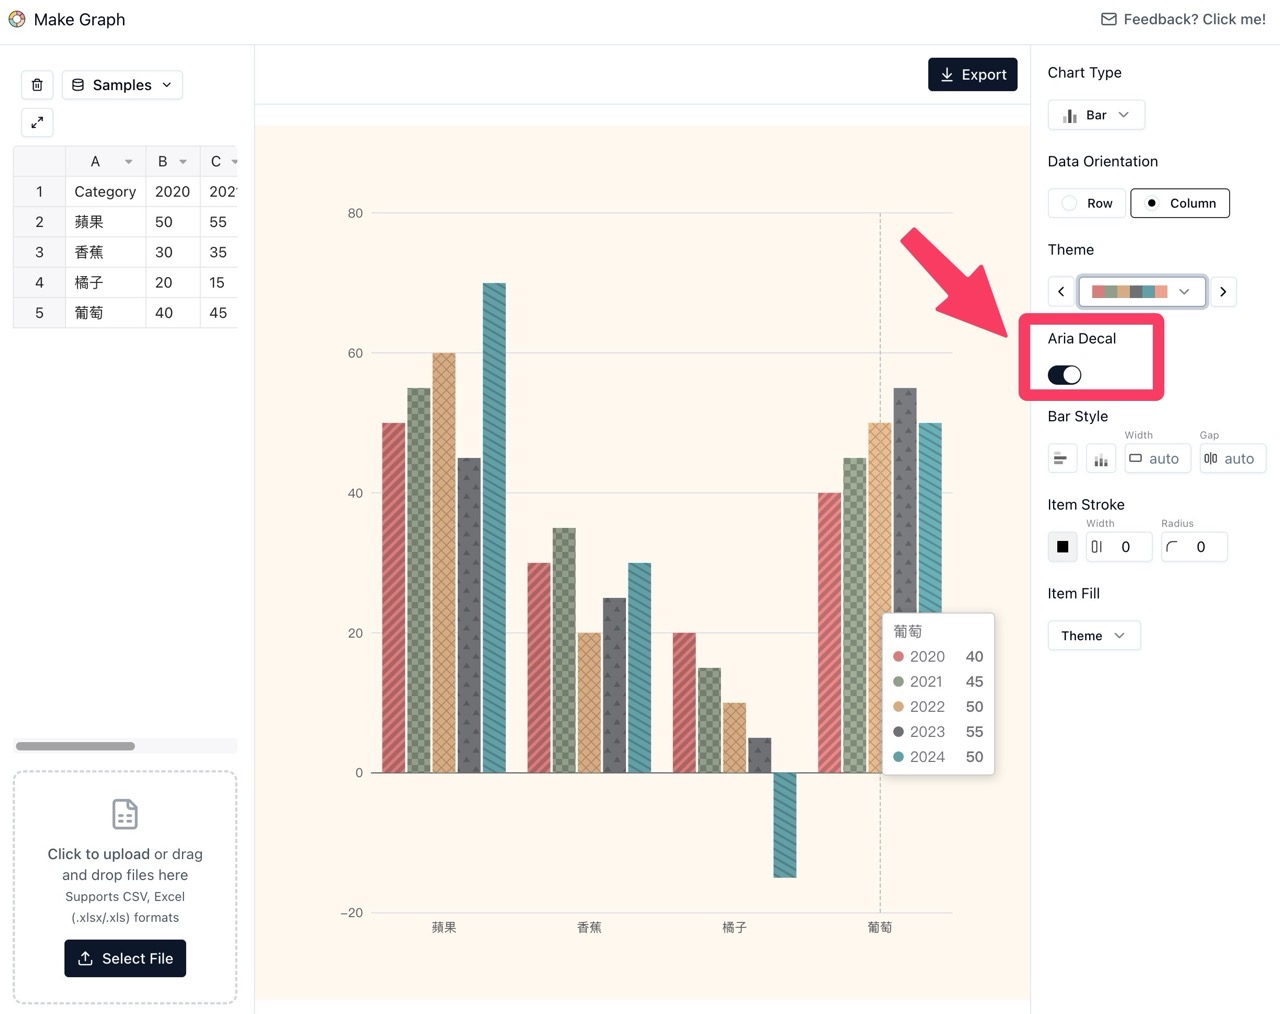 Make Graph
Feedback? Click me!
Samples
Export
A B C
1 Category 2020 202
2 蘋果 50 55
3 香蕉 30 35
4 橘子 20 15
5 葡萄 40 45
Click to upload or drag
and drop files here
Supports CSV, Excel
(.xlsx/.xls) formats
Select File
80
60
40
20
0
−20
蘋果 香蕉 橘子 葡萄
葡萄
2020 40
2021 45
2022 50
2023 55
2024 50
Chart Type
Bar
Data Orientation
Row Column
Theme
Aria Decal
Bar Style
Width Gap
auto auto
Item Stroke
Width Radius
0 0
Item Fill
Theme